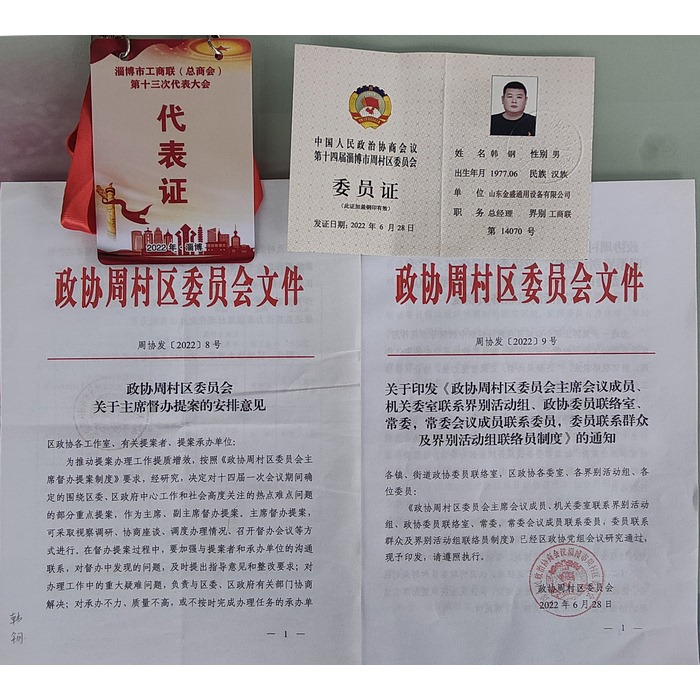 淄博市工商联（总商会）
第十三次代表大会
代表证
2022年·淄博
中国人民政治协商会议
第十四届淄博市周村区委员会
委员证
(此证加盖钢印有效)
发证日期：2022 年 6 月 28 日
姓 名 韩 钢 性别 男
出生年月 1977.06 民族 汉族
单 位 山东金盛通用设备有限公司
职 务 总经理 界别 工商联
第 14070 号
政协周村区委员会文件
周协发〔2022〕8 号
政协周村区委员会
关于主席督办提案的安排意见
区政协各工作室、有关提案者、提案承办单位：
为推动提案办理工作提质增效，按照《政协周村区委员会主
席督办提案制度》要求，经研究，决定对十四届一次会议期间确
定的围绕区委、区政府中心工作和社会高度关注的热点难点问题
的部分重点提案，作为主席、副主席督办提案。主席督办提案，
可采取视察调研、协商座谈、调度办理情况、召开督办会议等方
式进行。在督办提案过程中，要加强与提案者和承办单位的沟通
联系，对督办中发现的问题，及时提出指导意见和整改要求；对
办理工作中的重大疑难问题，负责与区委、区政府有关部门协商
解决；对承办不力、质量不高，或不按时完成办理任务的承办单
— 1 —
韩
钢
政协周村区委员会文件
周协发〔2022〕9 号
关于印发《政协周村区委员会主席会议成员、
机关委室联系界别活动组、政协委员联络室、
常委，常委会议成员联系委员，委员联系群众
及界别活动组联络员制度》的通知
各镇、街道政协委员联络室，区政协各委室、各界别活动组、各
位委员：
《政协周村区委员会主席会议成员、机关委室联系界别活动
组、政协委员联络室、常委，常委会议成员联系委员，委员联系
群众及界别活动组联络员制度》已经区政协党组会议研究通过，
现予印发，请遵照执行。
政协周村区委员会
2022 年 6 月 28 日
— 1 —